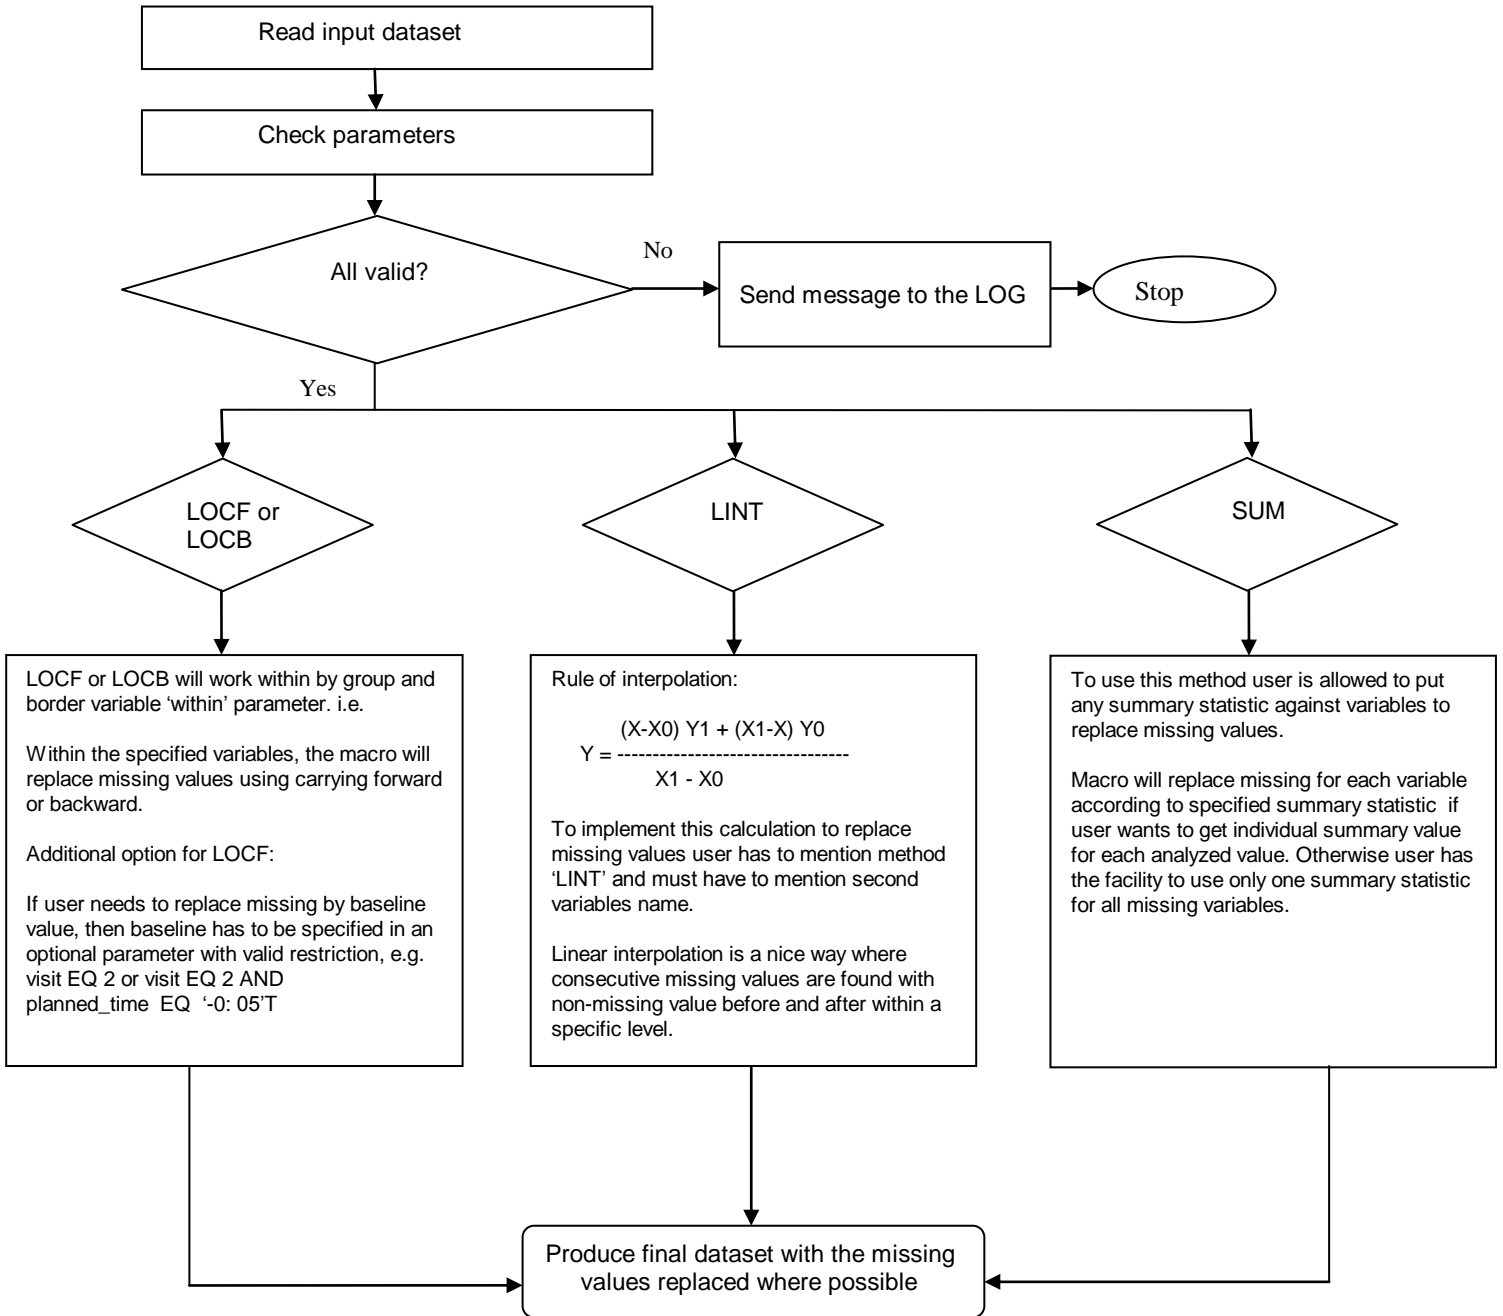 Read input dataset
Check parameters
All valid?
No
Send message to the LOG
Stop
Yes
LOCF or
LOCB
LINT
SUM
LOCF or LOCB will work within by group and
border variable ‘within’ parameter. i.e.
Within the specified variables, the macro will
replace missing values using carrying forward
or backward.
Additional option for LOCF:
If user needs to replace missing by baseline
value, then baseline has to be specified in an
optional parameter with valid restriction, e.g.
visit EQ 2 or visit EQ 2 AND
planned_time EQ ‘-0: 05’T
Rule of interpolation:
(X-X0) Y1 + (X1-X) Y0
Y = ---------------------------------
X1 - X0
To implement this calculation to replace
missing values user has to mention method
‘LINT’ and must have to mention second
variables name.
Linear interpolation is a nice way where
consecutive missing values are found with
non-missing value before and after within a
specific level.
To use this method user is allowed to put
any summary statistic against variables to
replace missing values.
Macro will replace missing for each variable
according to specified summary statistic if
user wants to get individual summary value
for each analyzed value. Otherwise user has
the facility to use only one summary statistic
for all missing variables.
Produce final dataset with the missing
values replaced where possible